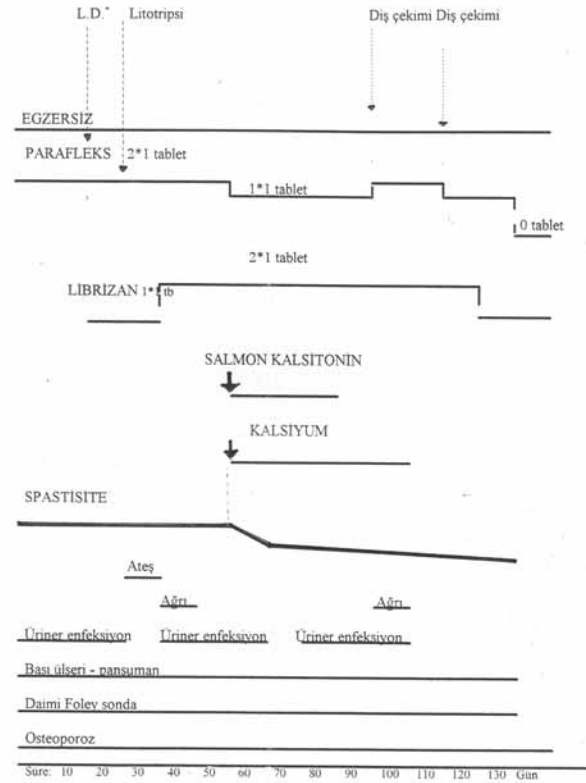 L.D.* Litotripsi Diş çekimi Diş çekimi
EGZERSİZ
PARAFLEKS 2*1 tablet
1*1 tablet
0 tablet
2*1 tablet
LİBRİZAN 1*1 tb
SALMON KALSİTONİN
KALSİYUM
SPASTİSİTE
Ateş
Ağrı Ağrı
Üriner enfeksiyon Üriner enfeksiyon Üriner enfeksiyon
Bası ülseri - pansuman
Daimi Foley sonda
Osteoporoz
Süre: 10 20 30 40 50 60 70 80 90 100 110 120 130 Gün